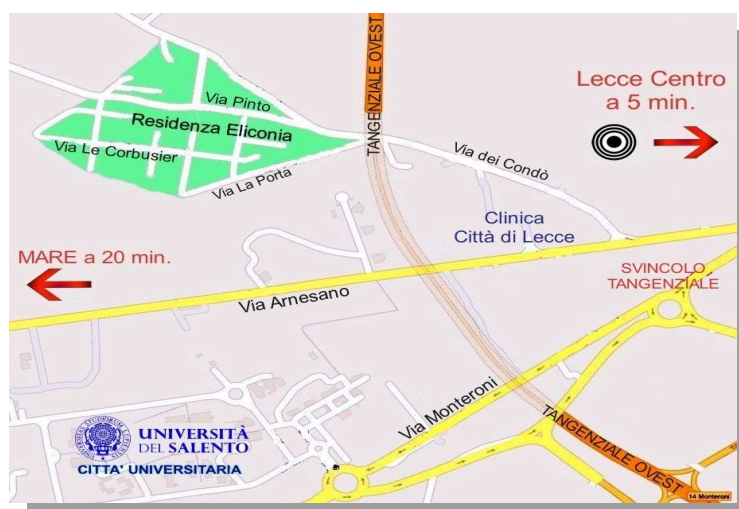 TANGENZIALE OVEST
Lecce Centro
a 5 min.
Via Pinto
Residenza Eliconia
Via Le Corbusier
Via La Porta
Via dei Condò
Clinica
Città di Lecce
MARE a 20 min.
SVINCOLO
TANGENZIALE
Via Arnesano
Via Monteroni
TANGENZIALE OVEST
UNIVERSITÀ
DEL SALENTO
CITTA' UNIVERSITARIA
14 Monteroni